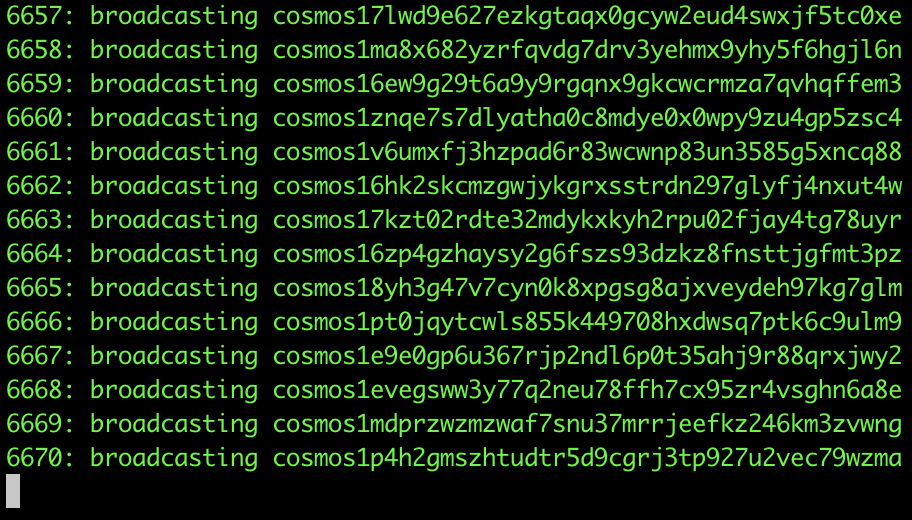 6657: broadcasting cosmos17lwd9e627ezkgtaqx0gcyw2eud4swxjf5tc0xe
6658: broadcasting cosmos1ma8x682yzrfqvdg7drv3yehmx9yhy5f6hgjl6n
6659: broadcasting cosmos16ew9g29t6a9y9rgqnx9gkcwcrmza7qvhqffem3
6660: broadcasting cosmos1znqe7s7dlyatha0c8mdye0x0wpy9zu4gp5zsc4
6661: broadcasting cosmos1v6umxfj3hzpad6r83wcwnp83un3585g5xncq88
6662: broadcasting cosmos16hk2skcmzgwjykgrxsstrdn297glyfj4nxut4w
6663: broadcasting cosmos17kzt02rdte32mdykxkyh2rpu02fjay4tg78uyr
6664: broadcasting cosmos16zp4gzhaysy2g6fszs93dzkz8fnsttjgfmt3pz
6665: broadcasting cosmos18yh3g47v7cyn0k8xpgsg8ajxveydeh97kg7glm
6666: broadcasting cosmos1pt0jqytcwls855k449708hxdwsq7ptk6c9ulm9
6667: broadcasting cosmos1e9e0gp6u367rjp2ndl6p0t35ahj9r88qrxjwy2
6668: broadcasting cosmos1evegsww3y77q2neu78ffh7cx95zr4vsghn6a8e
6669: broadcasting cosmos1mdprzwzmzwaf7snu37mrrjeefkz246km3zvwng
6670: broadcasting cosmos1p4h2gmszhtudtr5d9cgrj3tp927u2vec79wzma